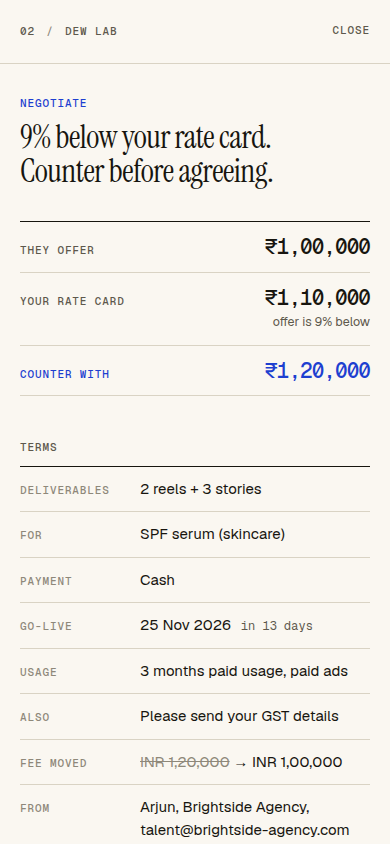 02 / DEW LAB
CLOSE
NEGOTIATE
9% below your rate card.
Counter before agreeing.
THEY OFFER ₹1,00,000
YOUR RATE CARD ₹1,10,000
offer is 9% below
COUNTER WITH ₹1,20,000
TERMS
DELIVERABLES 2 reels + 3 stories
FOR SPF serum (skincare)
PAYMENT Cash
GO-LIVE 25 Nov 2026 in 13 days
USAGE 3 months paid usage, paid ads
ALSO Please send your GST details
FEE MOVED INR 1,20,000 → INR 1,00,000
FROM Arjun, Brightside Agency,
talent@brightside-agency.com